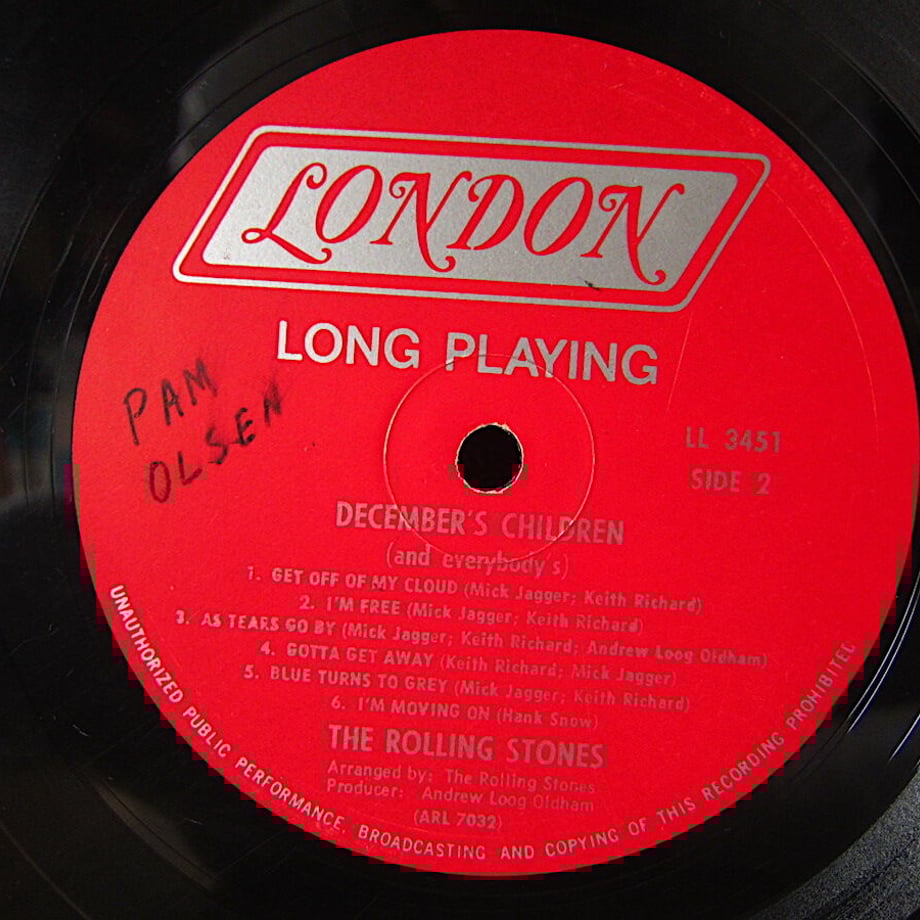 LONDON
LONG PLAYING
PAM
OLSEN
LL 3451
SIDE 2
DECEMBER'S CHILDREN
(and everybody's)
1. GET OFF OF MY CLOUD (Mick Jagger; Keith Richard)
2. I'M FREE (Mick Jagger; Keith Richard)
3. AS TEARS GO BY (Mick Jagger; Keith Richard; Andrew Loog Oldham)
4. GOTTA GET AWAY (Keith Richard; Mick Jagger)
5. BLUE TURNS TO GREY (Mick Jagger; Keith Richard)
6. I'M MOVING ON (Hank Snow)
THE ROLLING STONES
Arranged by: The Rolling Stones
Producer: Andrew Loog Oldham
(ARL 7032)
UNAUTHORIZED PUBLIC PERFORMANCE, BROADCASTING AND COPYING OF THIS RECORDING PROHIBITED